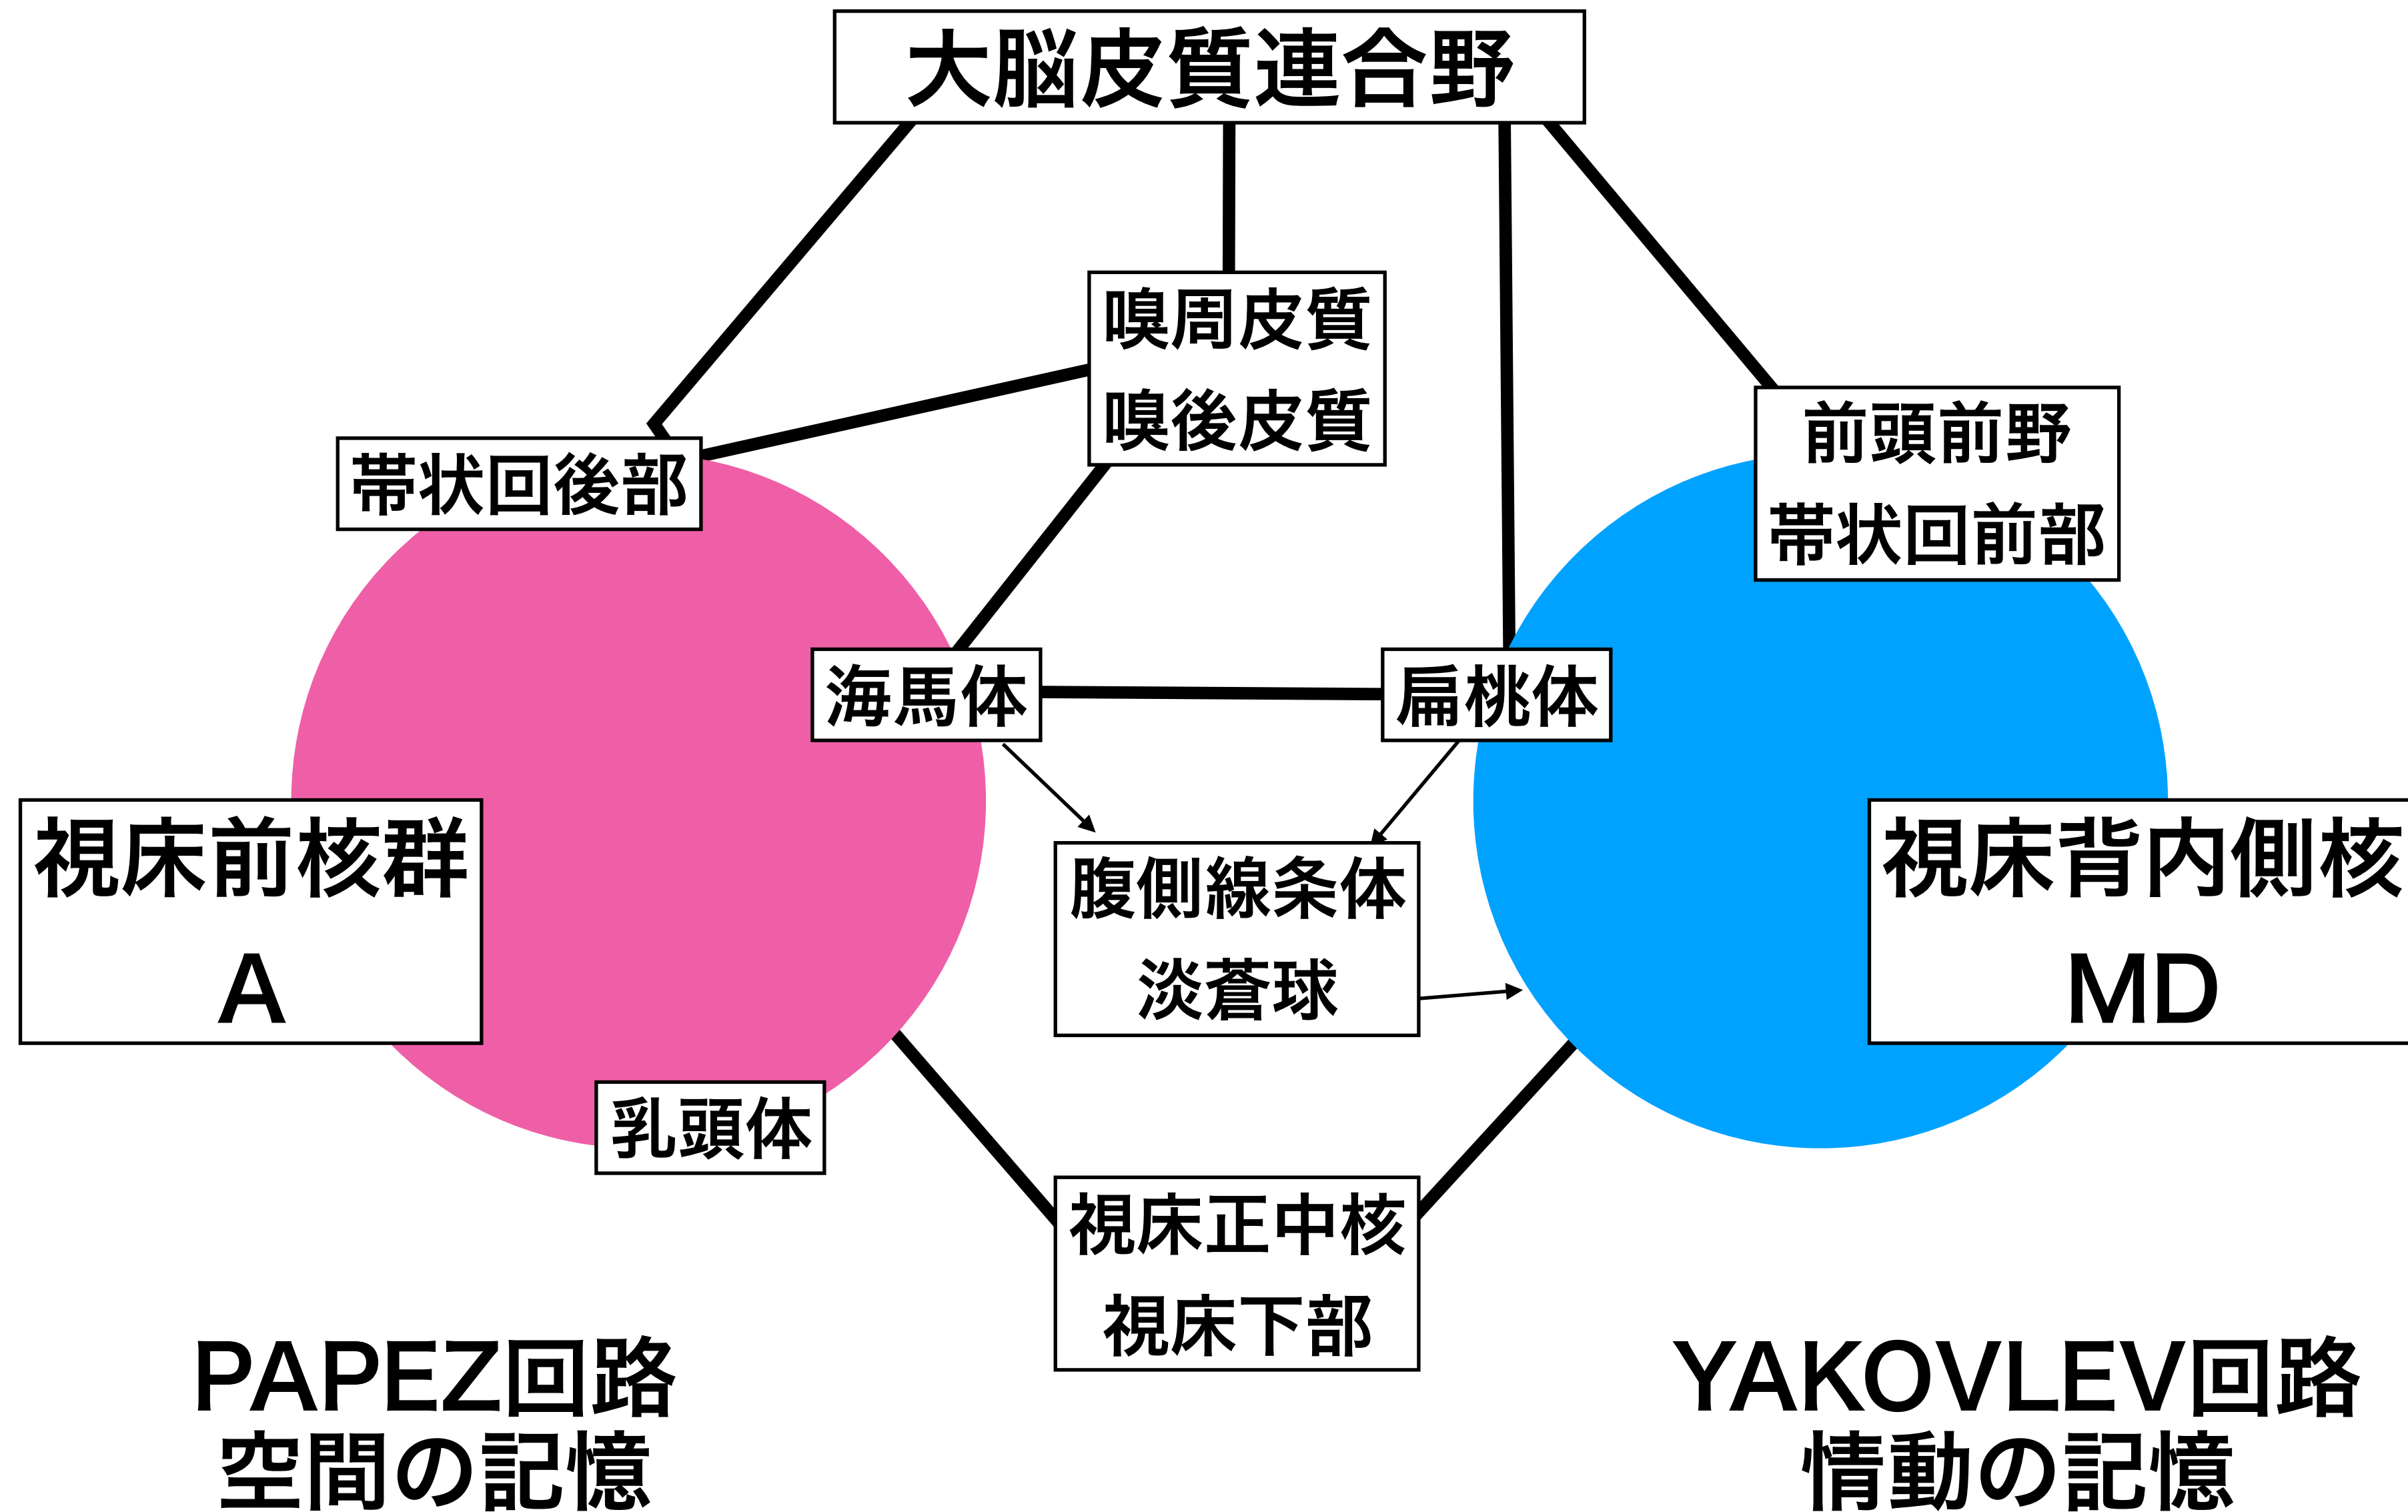 大脳皮質連合野
嗅周皮質
嗅後皮質
前頭前野
帯状回前部
帯状回後部
海馬体
扁桃体
視床前核群
A
腹側線条体
淡蒼球
視床背内側核
MD
乳頭体
視床正中核
視床下部
PAPEZ回路
空間の記憶
YAKOVLEV回路
情動の記憶